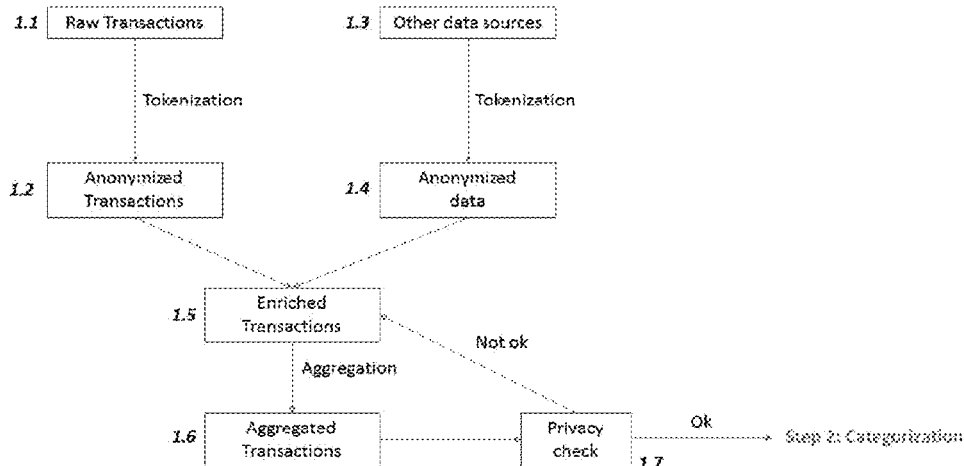 1.1 Raw Transactions
1.3 Other data sources
Tokenization
Tokenization
1.2 Anonymized
Transactions
1.4 Anonymized
data
1.5 Enriched
Transactions
Not ok
Aggregation
1.6 Aggregated
Transactions
Privacy
check
1.7
Ok
Step 2: Categorization